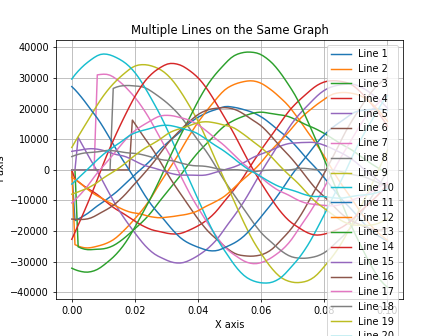 Multiple Lines on the Same Graph
40000
30000
20000
10000
0
-10000
-20000
-30000
-40000
axis
0.00
0.02
0.04
0.06
X axis
Line 1
Line 2
Line 3
Line 4
Line 5
Line 6
Line 7
Line 8
Line 9
Line 10
Line 11
Line 12
Line 13
Line 14
Line 15
Line 16
Line 17
Line 18
Line 19